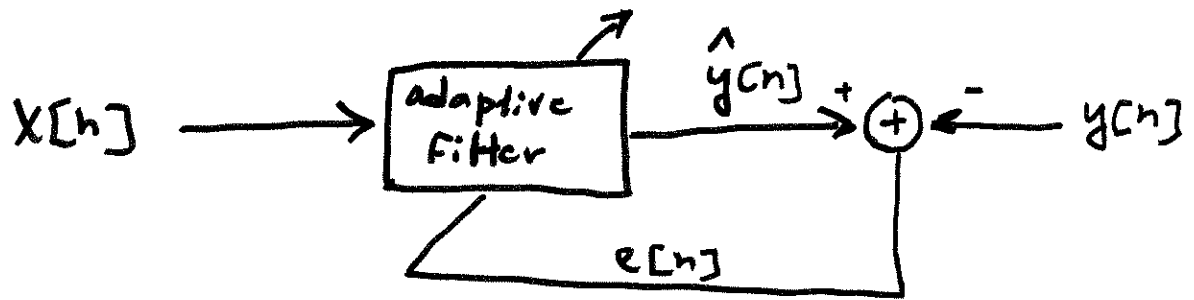 x[n]
adaptive
filter
ŷ[n]
+
+
-
y[n]
e[n]